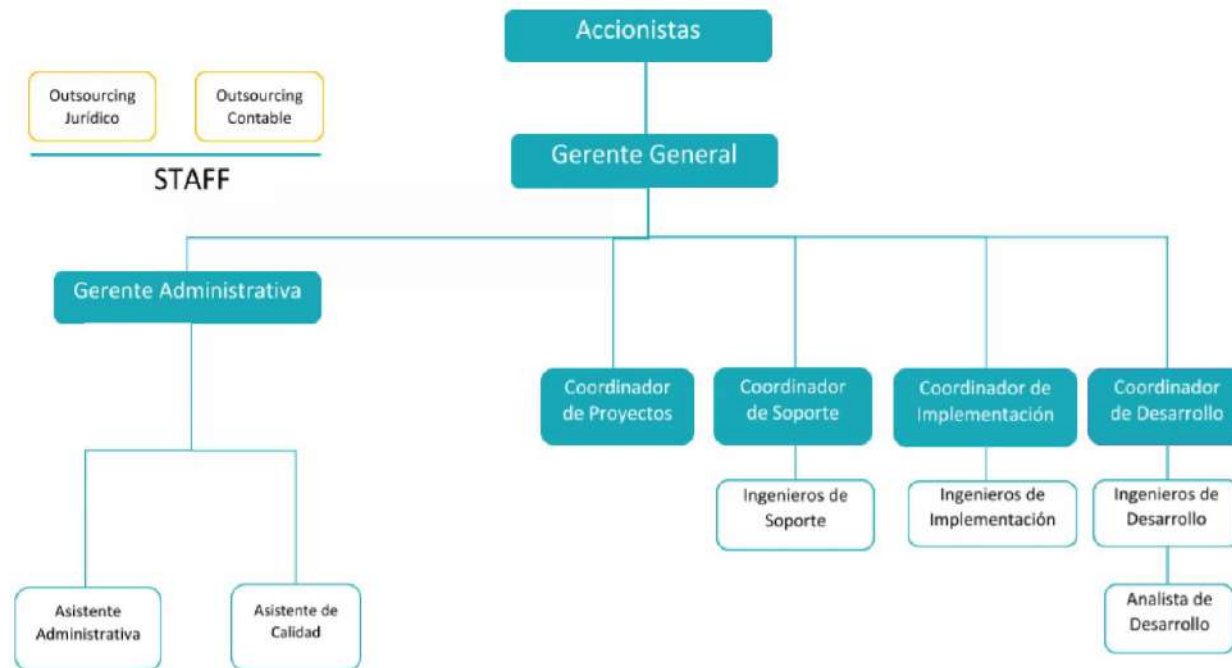 Accionistas
Outsourcing
Jurídico
Outsourcing
Contable
STAFF
Gerente General
Gerente Administrativa
Coordinador
de Proyectos
Coordinador
de Soporte
Coordinador de
Implementación
Coordinador
de Desarrollo
Ingenieros de
Soporte
Ingenieros de
Implementación
Ingenieros de
Desarrollo
Asistente
Administrativa
Asistente de
Calidad
Analista de
Desarrollo